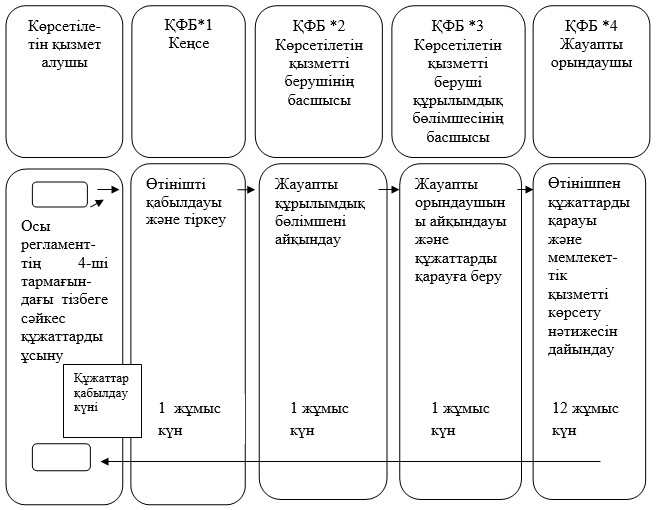 Көрсетіле-
тін қызмет
алушы
ҚФБ*1
Кеңсе
ҚФБ *2
Көрсетілетін
қызметті
берушінің
басшысы
ҚФБ *3
Көрсетілетін
қызметті
беруші
құрылымдық
бөлімшесінің
басшысы
ҚФБ *4
Жауапты
орындаушы
Осы
регламент-
тің 4-ші
тармағын-
дағы тізбеге
сәйкес
құжаттарды
ұсыну
Құжаттар
қабылдау
күні
Өтінішті
қабылдауы
және тіркеу
1 жұмыс
күн
Жауапты
құрылымдық
бөлімшені
айқындау
1 жұмыс
күн
Жауапты
орындаушын
ы айқындауы
және
құжаттарды
қарауға беру
1 жұмыс
күн
Өтінішпен
құжаттарды
қарауы
және
мемлекет-
тік
қызметті
көрсету
нәтижесін
дайындау
12 жұмыс
күн